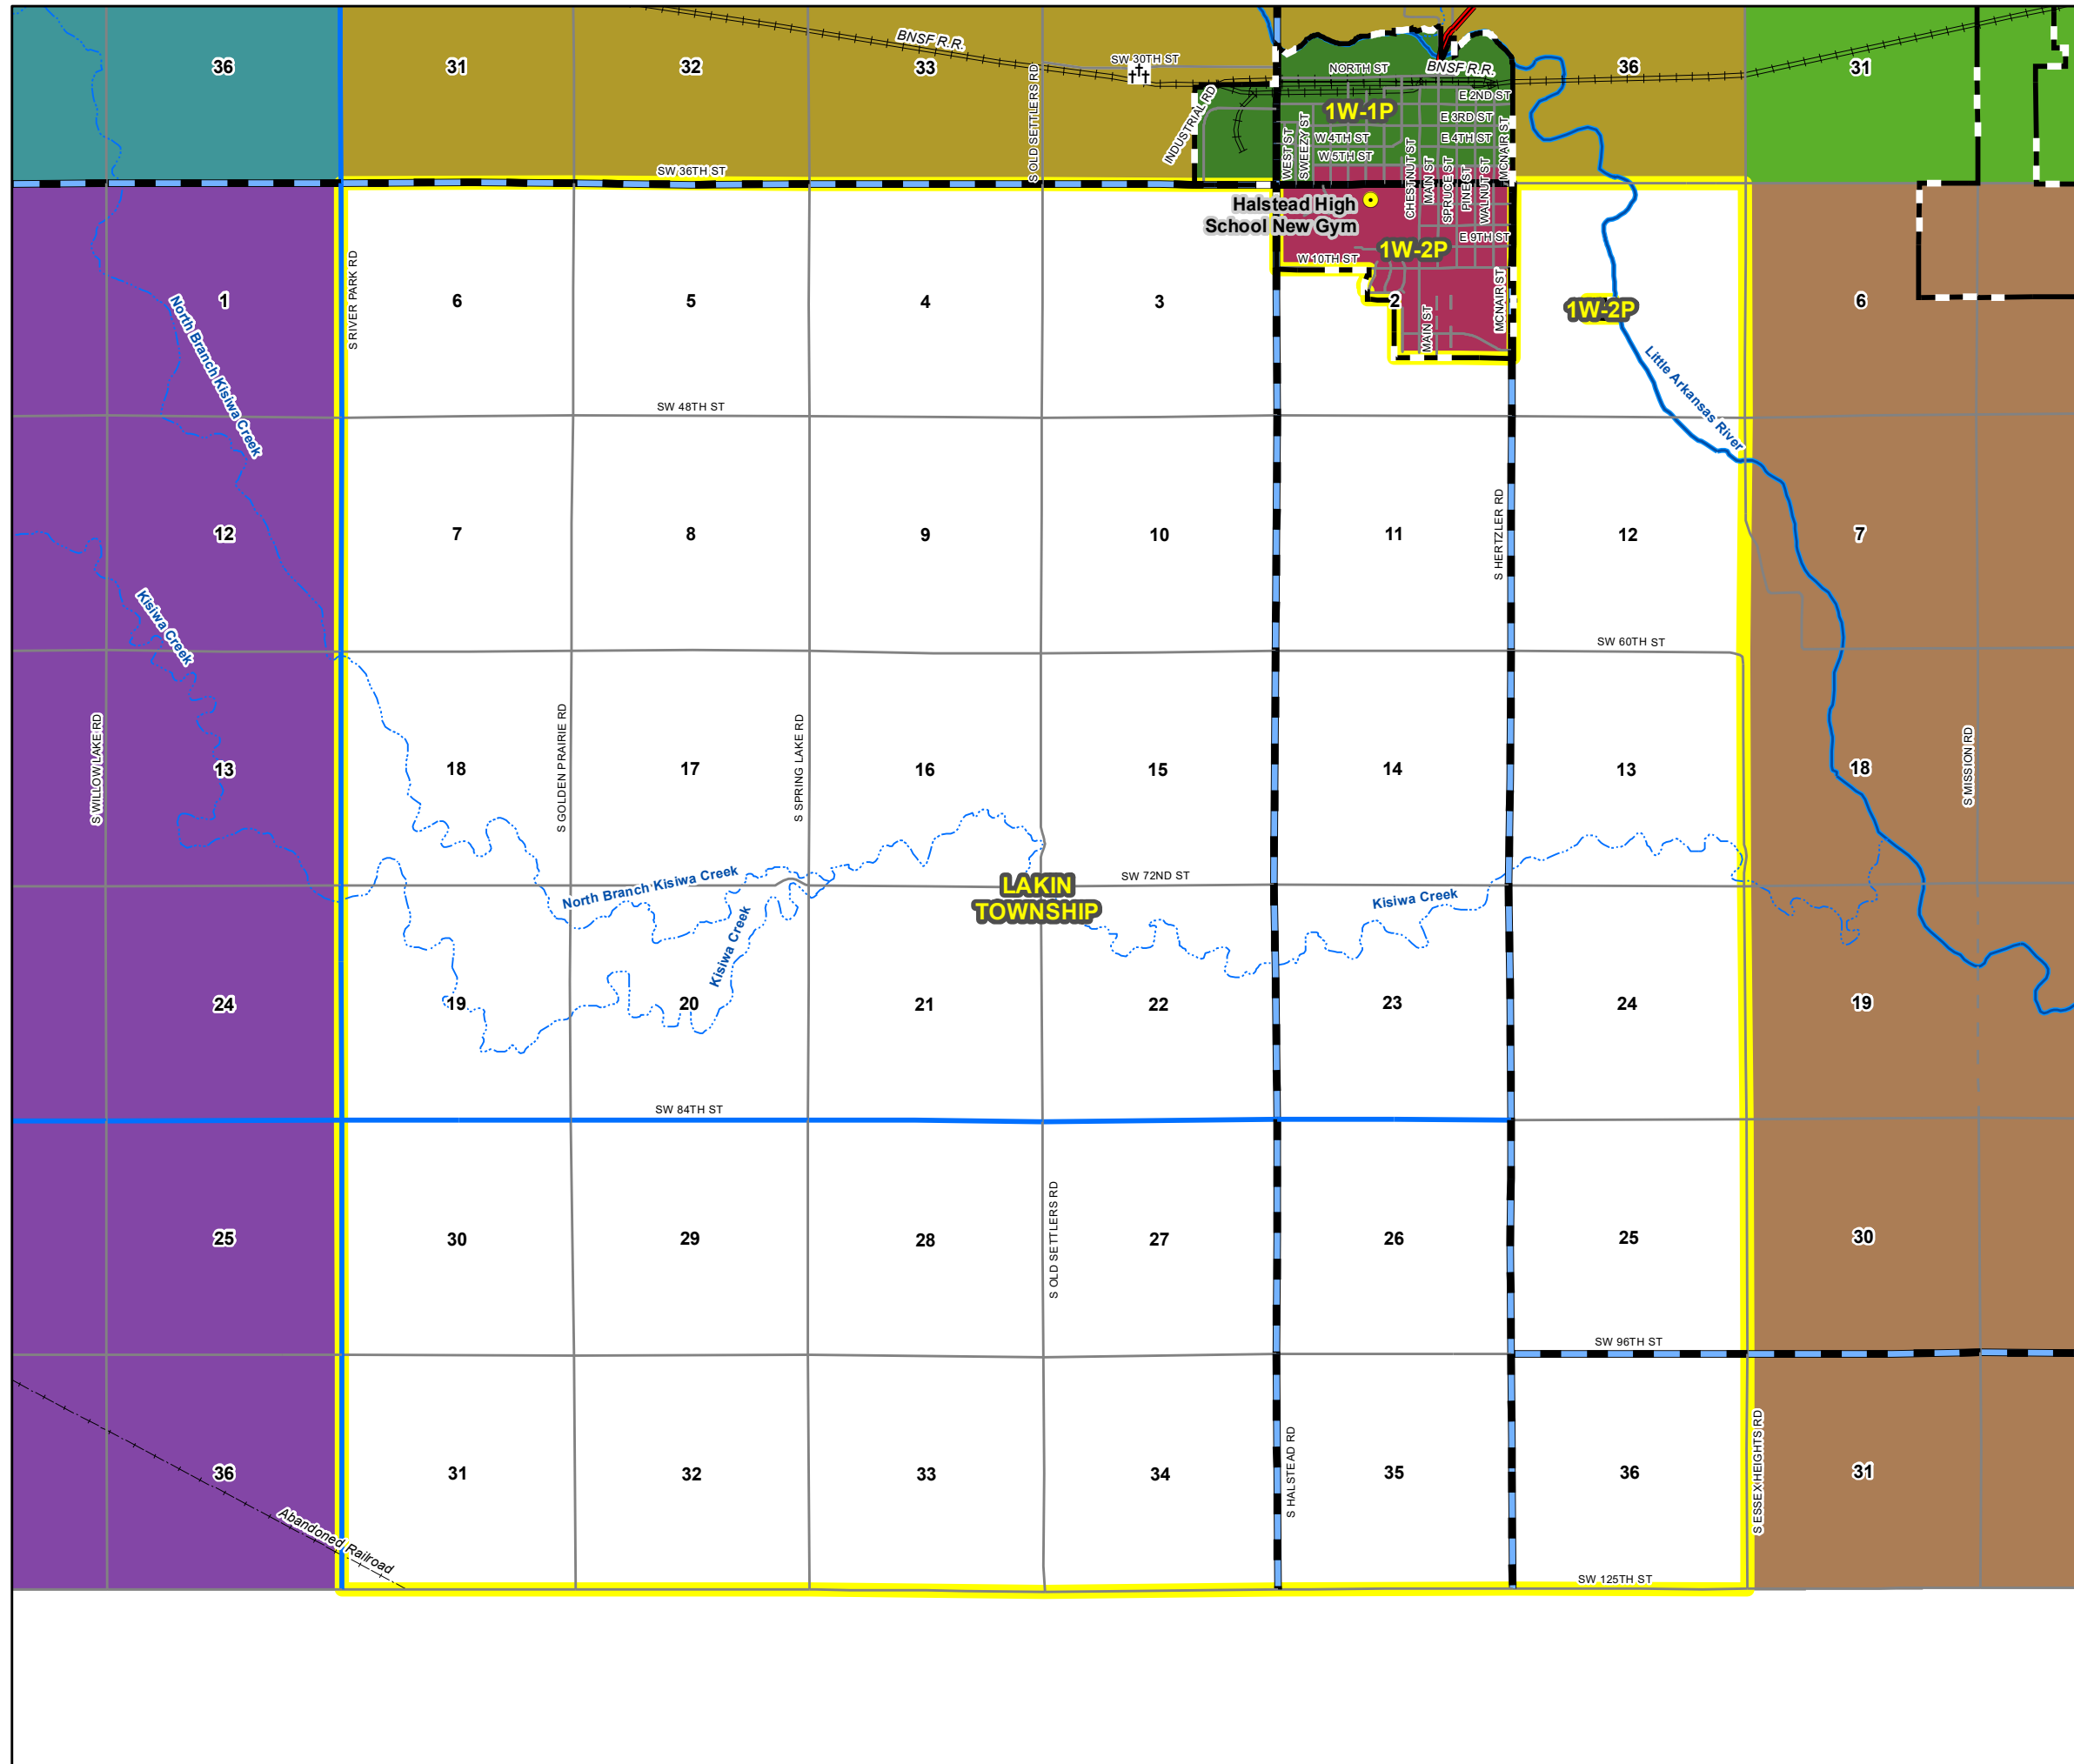 36
31
32
33
36
31
BNSF R.R.
SW 30TH ST
NORTH ST
BNSF R.R.
S OLD SETTLERS RD
INDUSTRIAL RD
1W-1P
E 2ND ST
E 3RD ST
W 4TH ST
E 4TH ST
W 5TH ST
WEST ST
SWEEZY ST
CHESTNUT ST
MAIN ST
SPRUCE ST
PINE ST
WALNUT ST
MCNAIR ST
SW 36TH ST
Halstead High
School New Gym
1W-2P
E 9TH ST
W 10TH ST
S RIVER PARK RD
North Branch Kisiwa Creek
1
6
5
4
3
2
MAIN ST
MCNAIR ST
1W-2P
6
Little Arkansas River
SW 48TH ST
12
7
8
9
10
11
S HERTZLER RD
12
7
Kisiwa Creek
SW 60TH ST
S WILLOW LAKE RD
13
18
S GOLDEN PRAIRIE RD
17
S SPRING LAKE RD
16
15
14
13
18
S MISSION RD
North Branch Kisiwa Creek
SW 72ND ST
LAKIN
TOWNSHIP
Kisiwa Creek
Kisiwa Creek
24
19
20
21
22
23
24
19
SW 84TH ST
25
30
29
28
S OLD SETTLERS RD
27
26
25
30
SW 96TH ST
36
31
32
33
34
S HALSTEAD RD
35
36
S ESSEX HEIGHTS RD
31
Abandoned Railroad
SW 125TH ST